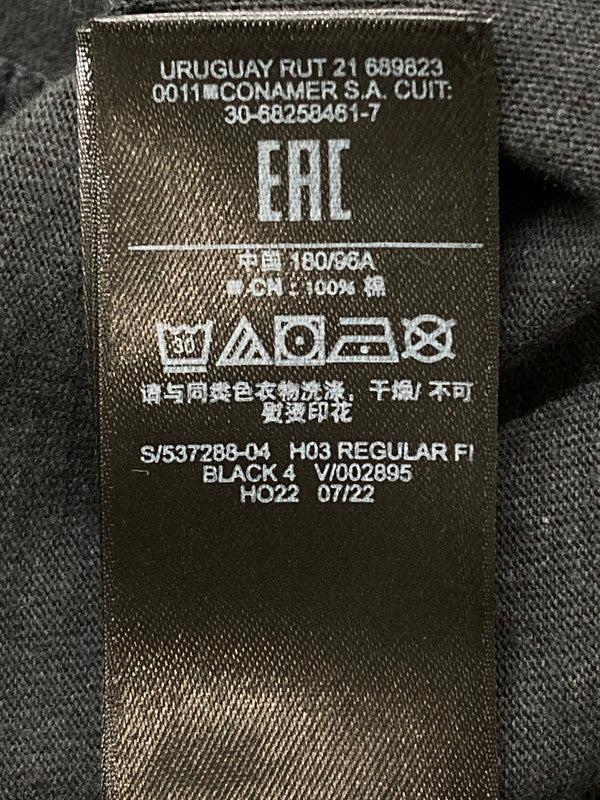 URUGUAY RUT 21 689823
0011 CONAMER S.A. CUIT:
30-68258461-7
EAC
中国 180/96A
CN : 100% 棉
30
请与同类色衣物洗涤，干燥/ 不可
熨烫印花
S/537288-04 H03 REGULAR FI
BLACK 4 V/002895
HO22 07/22